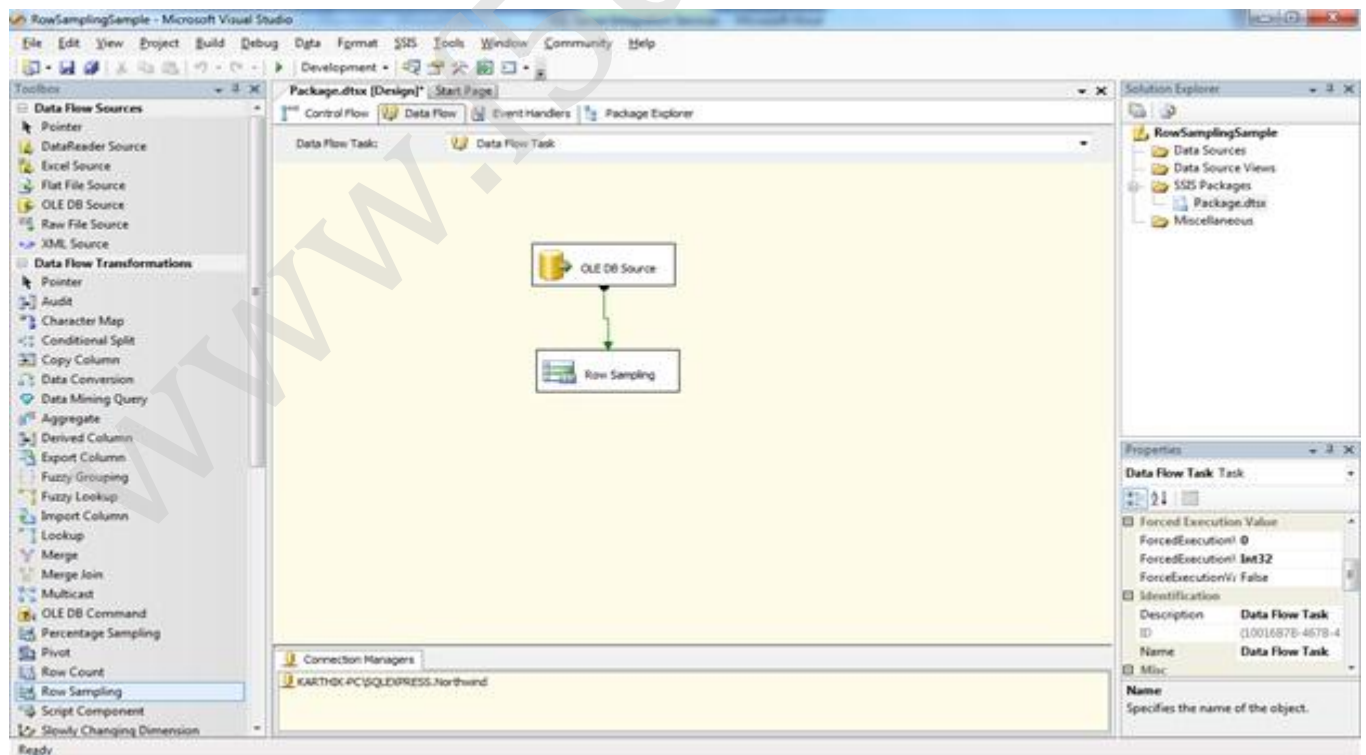 RowSamplingSample - Microsoft Visual Studio
File Edit View Project Build Debug Data Format SSIS Tools Window Community Help
Development
Toolbox
Data Flow Sources
Pointer
DataReader Source
Excel Source
Flat File Source
OLE DB Source
Raw File Source
XML Source
Data Flow Transformations
Pointer
Audit
Character Map
Conditional Split
Copy Column
Data Conversion
Data Mining Query
Aggregate
Derived Column
Export Column
Fuzzy Grouping
Fuzzy Lookup
Import Column
Lookup
Merge
Merge Join
Multicast
OLE DB Command
Percentage Sampling
Pivot
Row Count
Row Sampling
Script Component
Slowly Changing Dimension
Package.dtsx [Design]* Start Page
Control Flow Data Flow Event Handlers Package Explorer
Data Flow Task: Data Flow Task
OLE DB Source
Row Sampling
Connection Managers
KARTHIK-PC\SQLEXPRESS.Northwind
Solution Explorer
RowSamplingSample
Data Sources
Data Source Views
SSIS Packages
Package.dtsx
Miscellaneous
Properties
Data Flow Task Task
Forced Execution Value
ForcedExecution 0
ForcedExecution Int32
ForceExecutionV False
Identification
Description Data Flow Task
ID {10016B7B-467B-4
Name Data Flow Task
Misc
Name
Specifies the name of the object.
Ready